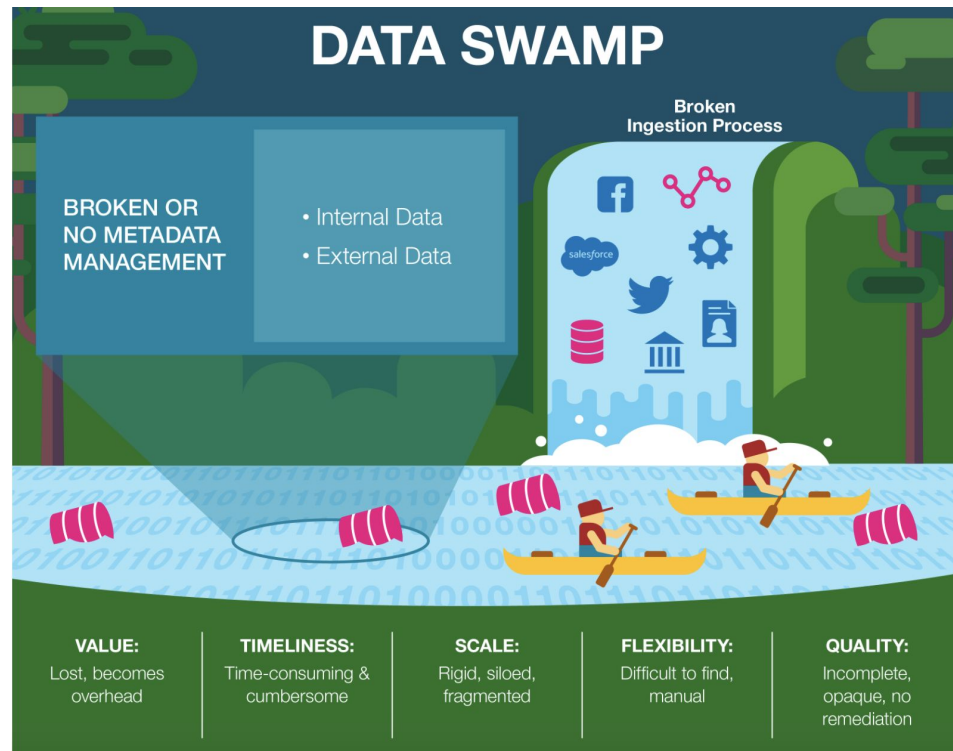 DATA SWAMP
Broken
Ingestion Process
BROKEN OR
NO METADATA
MANAGEMENT
• Internal Data
• External Data
salesforce
VALUE:
Lost, becomes
overhead
TIMELINESS:
Time-consuming &
cumbersome
SCALE:
Rigid, siloed,
fragmented
FLEXIBILITY:
Difficult to find,
manual
QUALITY:
Incomplete,
opaque, no
remediation